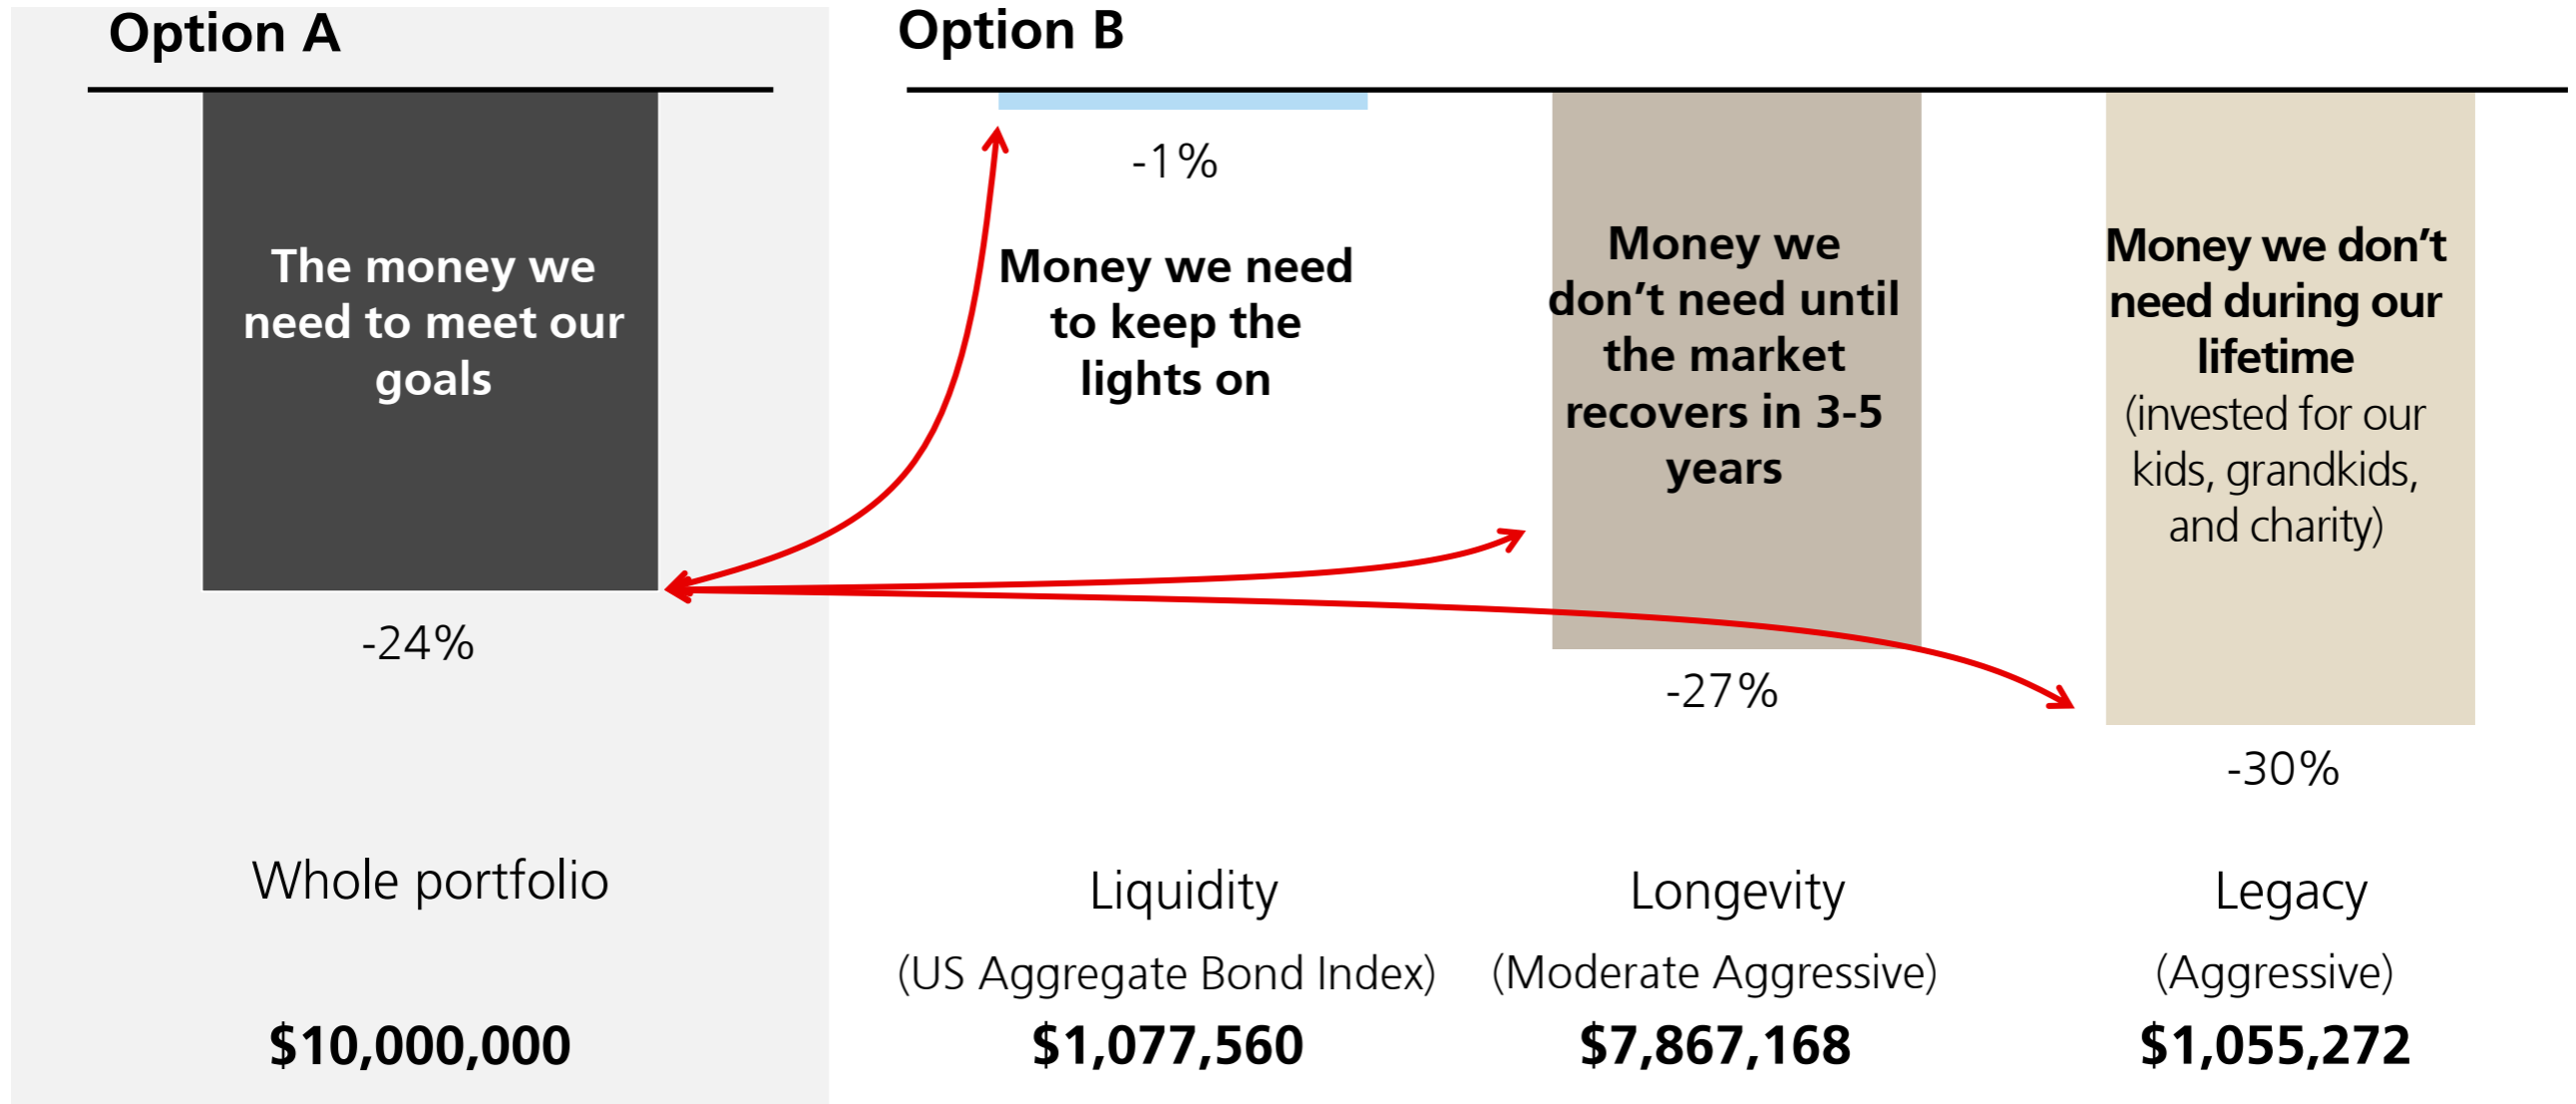 Option A
The money we
need to meet our
goals
-24%
Whole portfolio
$10,000,000
Option B
-1%
Money we need
to keep the
lights on
Liquidity
(US Aggregate Bond Index)
$1,077,560
Money we
don’t need until
the market
recovers in 3-5
years
-27%
Longevity
(Moderate Aggressive)
$7,867,168
Money we don’t
need during our
lifetime
(invested for our
kids, grandkids,
and charity)
-30%
Legacy
(Aggressive)
$1,055,272